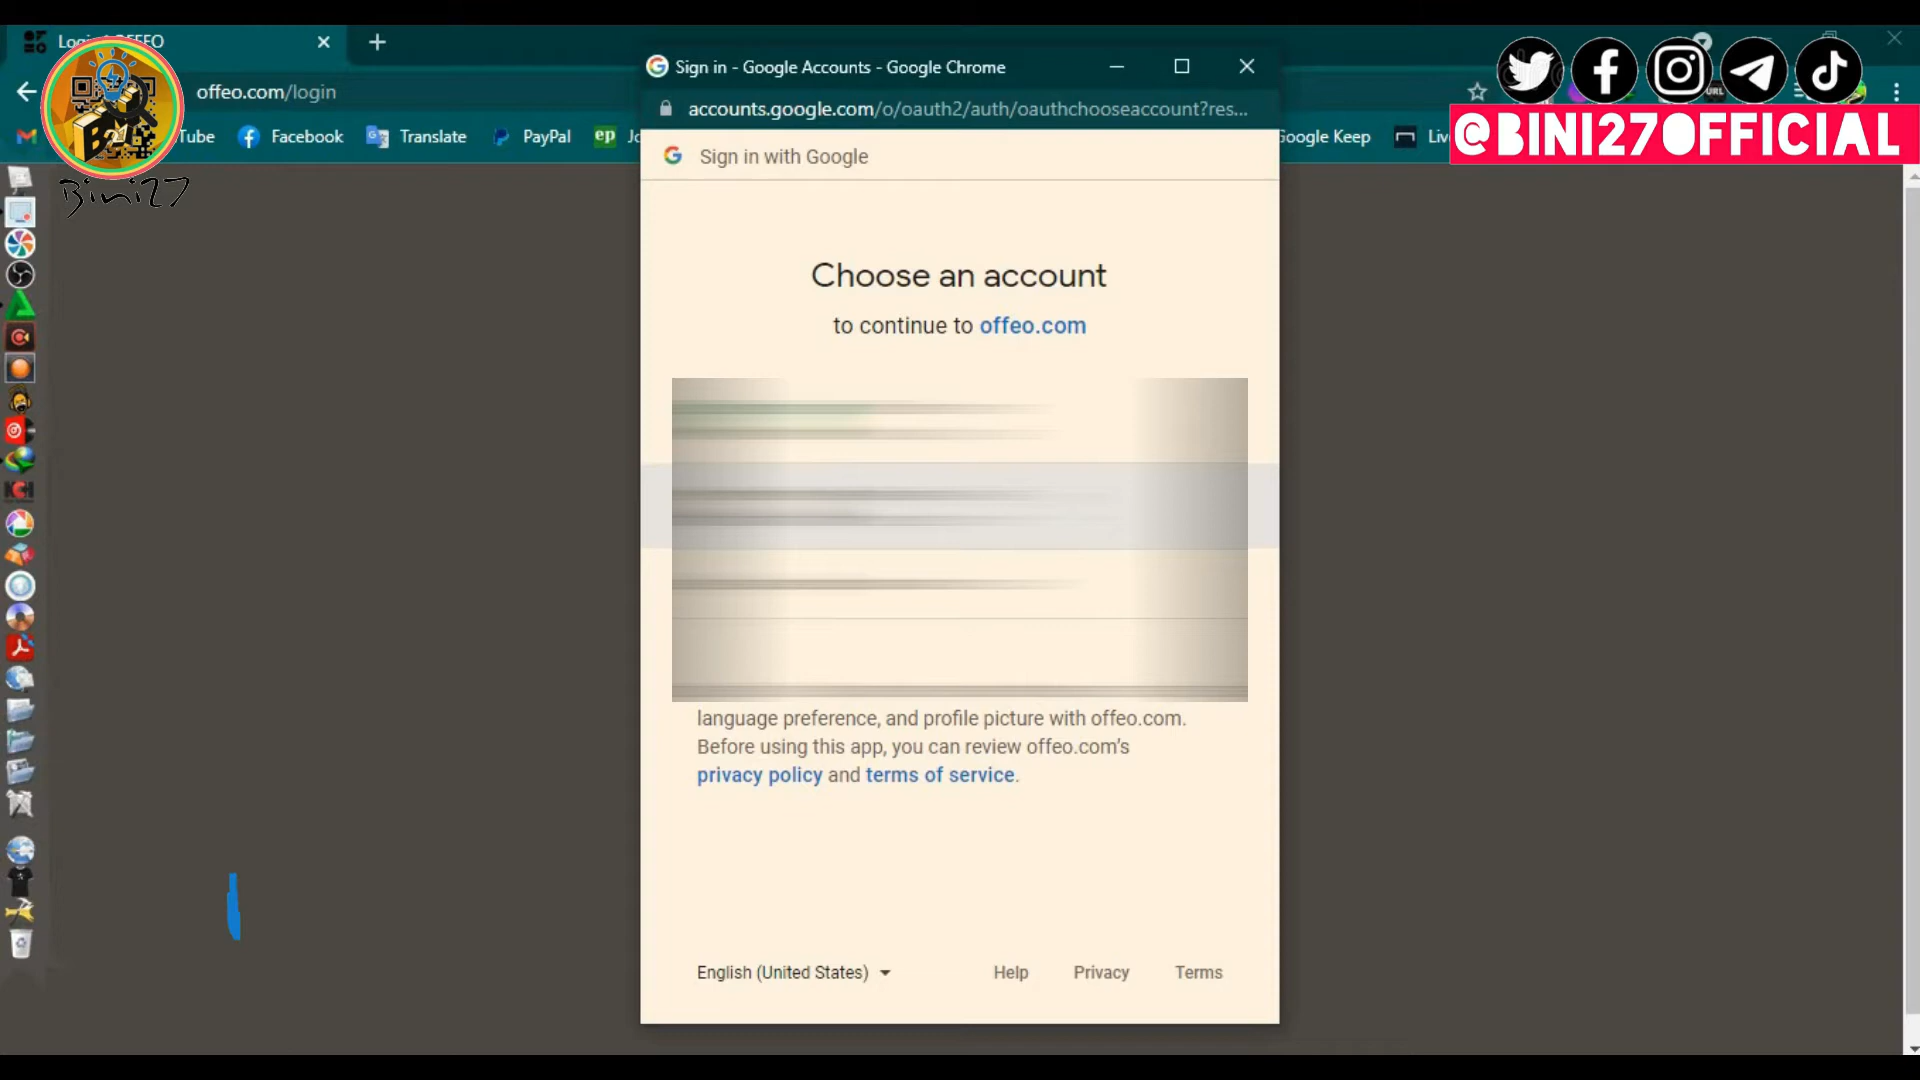 Sign in - Google Accounts - Google Chrome
offeo.com/login
accounts.google.com/o/oauth2/auth/oauthchooseaccount?res...
@BINI27OFFICIAL
Tube
Facebook
Translate
PayPal
Google Keep
Bini27
Sign in with Google
Choose an account
to continue to offeo.com
language preference, and profile picture with offeo.com.
Before using this app, you can review offeo.com's
privacy policy and terms of service.
English (United States)
Help
Privacy
Terms